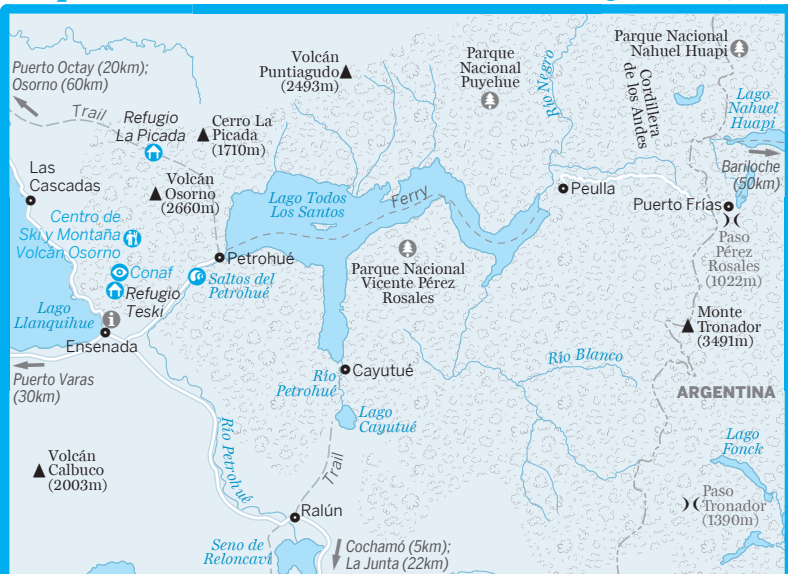 Parque Nacional
Nahuel Huapi
Volcán
Puntiagudo
(2493m)
Parque
Nacional
Puyehue
Puerto Octay (20km);
Osorno (60km)
Río Negro
Cordillera
de los Andes
Lago
Nahuel
Huapi
Trail
Refugio
La Picada
Cerro La
Picada
(1710m)
Las
Cascadas
Volcán
Osorno
(2660m)
Lago Todos
Los Santos
Ferry
Peulla
Bariloche
(50km)
Puerto Frías
Centro de
Ski y Montaña
Volcán Osorno
Petrohué
Parque Nacional
Vicente Pérez
Rosales
Paso
Pérez
Rosales
(1022m)
Conaf
Saltos del
Petrohué
Refugio
Teski
Lago
Llanquihue
Ensenada
Monte
Tronador
(3491m)
Río Blanco
Puerto Varas
(30km)
Río
Petrohué
Cayutué
ARGENTINA
Lago
Cayutué
Río Petrohué
Lago
Fonck
Volcán
Calbuco
(2003m)
Trail
Paso
Tronador
(1390m)
Ralún
Seno de
Reloncaví
Cochamó (5km);
La Junta (22km)